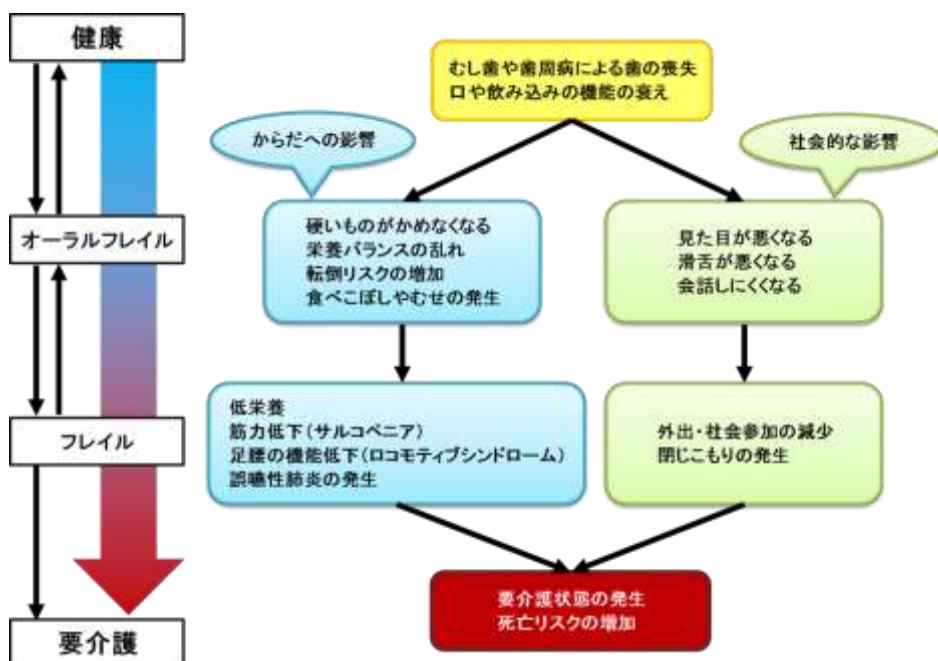 健康
オーラルフレイル
フレイル
要介護
むし歯や歯周病による歯の喪失
口や飲み込みの機能の衰え
からだへの影響
社会的な影響
硬いものがかめなくなる
栄養バランスの乱れ
転倒リスクの増加
食べこぼしやむせの発生
見た目が悪くなる
滑舌が悪くなる
会話しにくくなる
低栄養
筋力低下(サルコペニア)
足腰の機能低下(ロコモティブシンドローム)
誤嚥性肺炎の発生
外出・社会参加の減少
閉じこもりの発生
要介護状態の発生
死亡リスクの増加